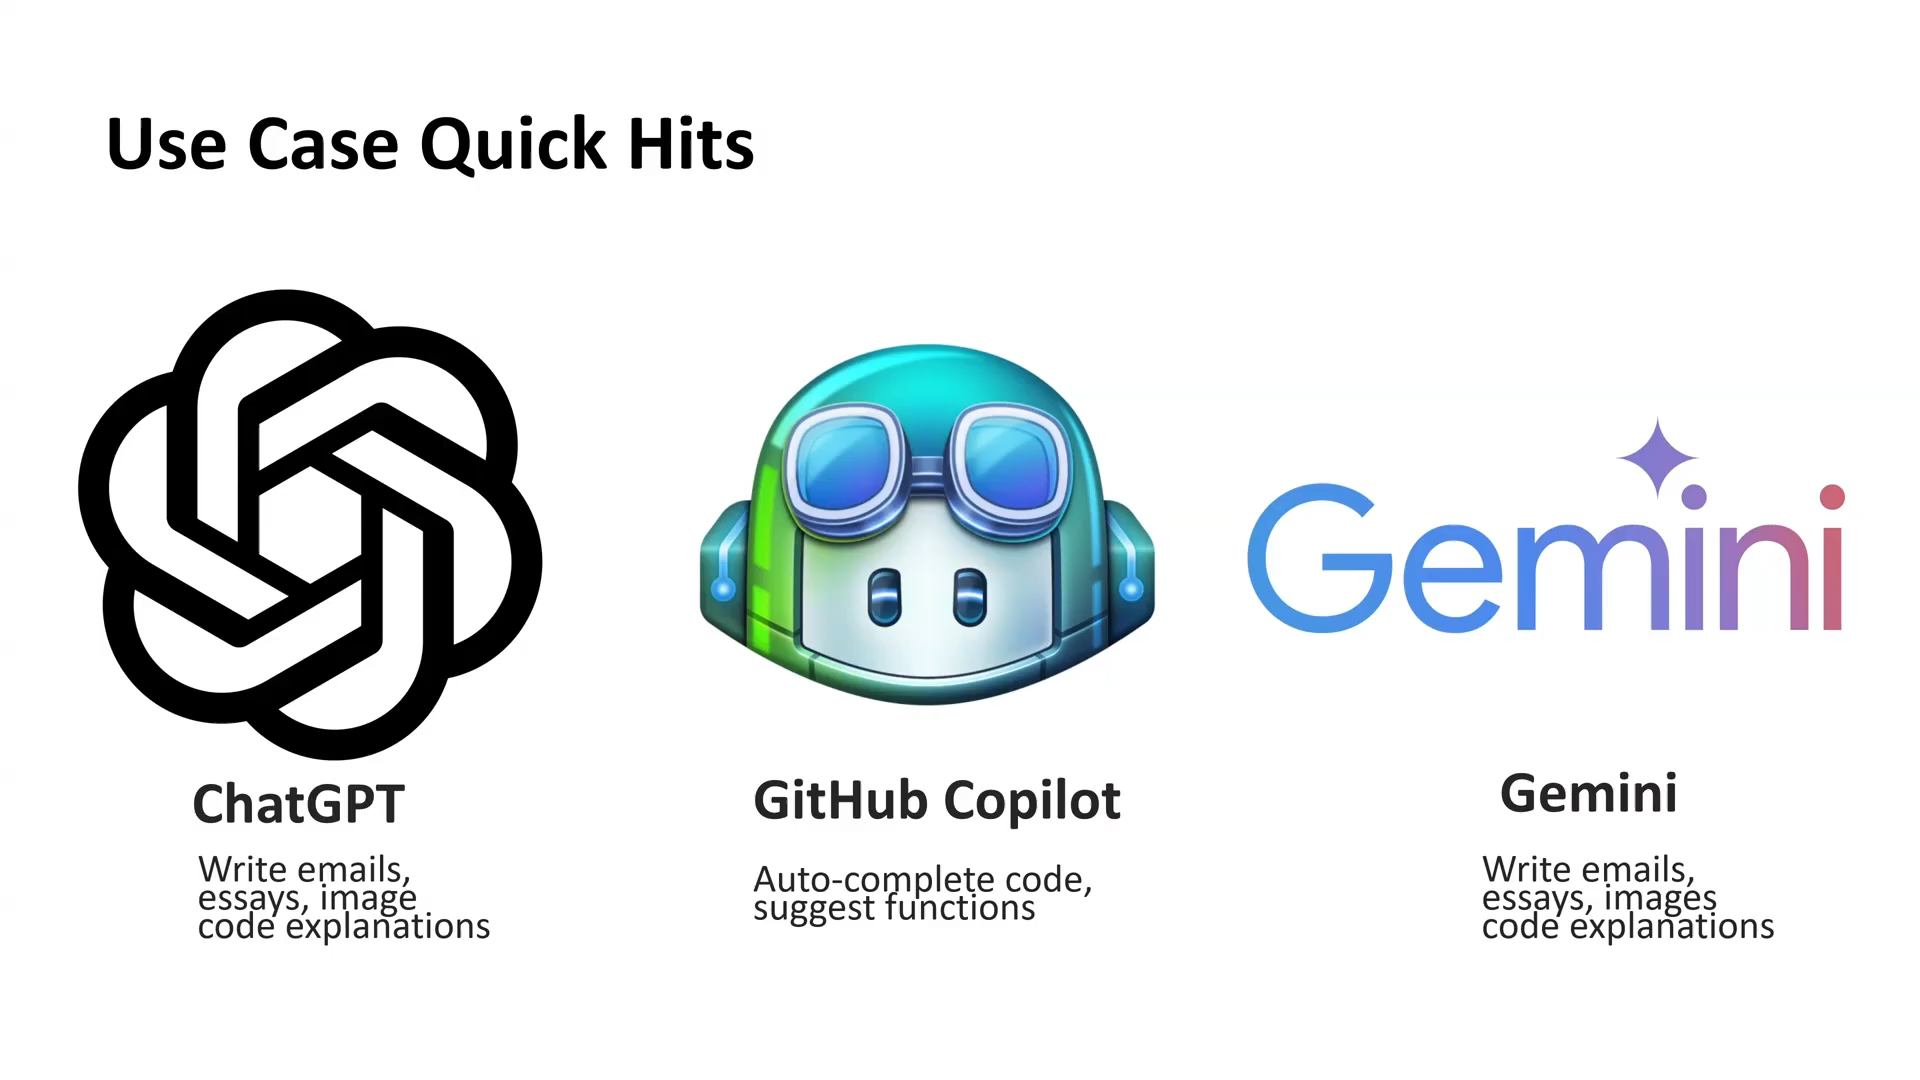 Use Case Quick Hits
Gemini
ChatGPT
Write emails,
essays, image
code explanations
GitHub Copilot
Auto-complete code,
suggest functions
Gemini
Write emails,
essays, images
code explanations